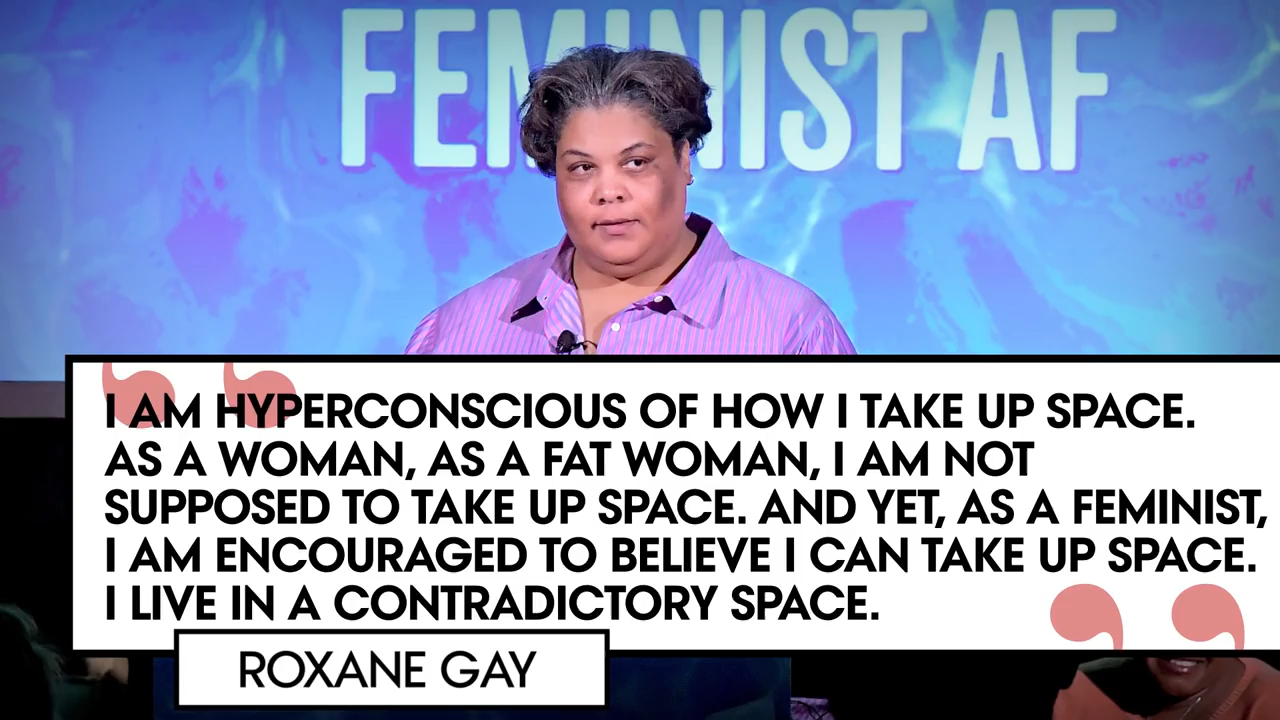 FEMINIST AF
I AM HYPERCONSCIOUS OF HOW I TAKE UP SPACE.
AS A WOMAN, AS A FAT WOMAN, I AM NOT
SUPPOSED TO TAKE UP SPACE. AND YET, AS A FEMINIST,
I AM ENCOURAGED TO BELIEVE I CAN TAKE UP SPACE.
I LIVE IN A CONTRADICTORY SPACE.
ROXANE GAY